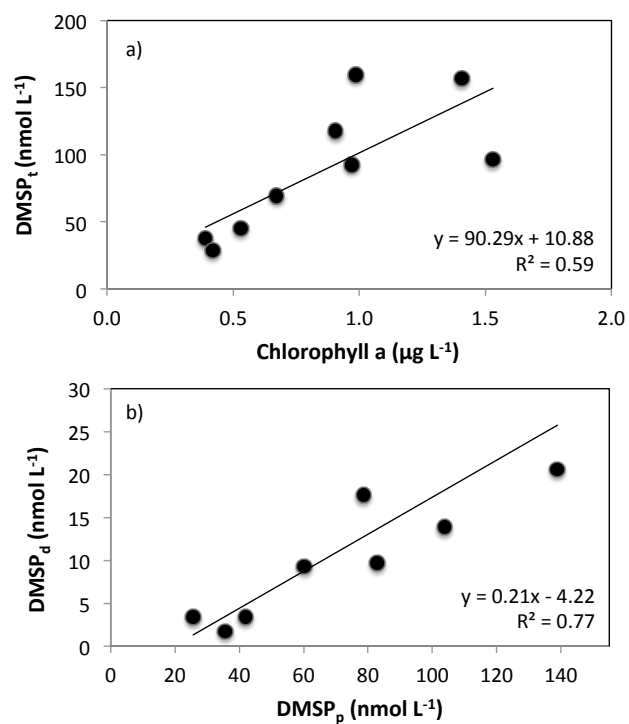 a)
DMSPₜ (nmol L⁻¹)
200
150
100
50
0
y = 90.29x + 10.88
R² = 0.59
0.0 0.5 1.0 1.5 2.0
Chlorophyll a (µg L⁻¹)
b)
DMSP_d (nmol L⁻¹)
30
25
20
15
10
5
0
y = 0.21x - 4.22
R² = 0.77
0 20 40 60 80 100 120 140
DMSPₚ (nmol L⁻¹)